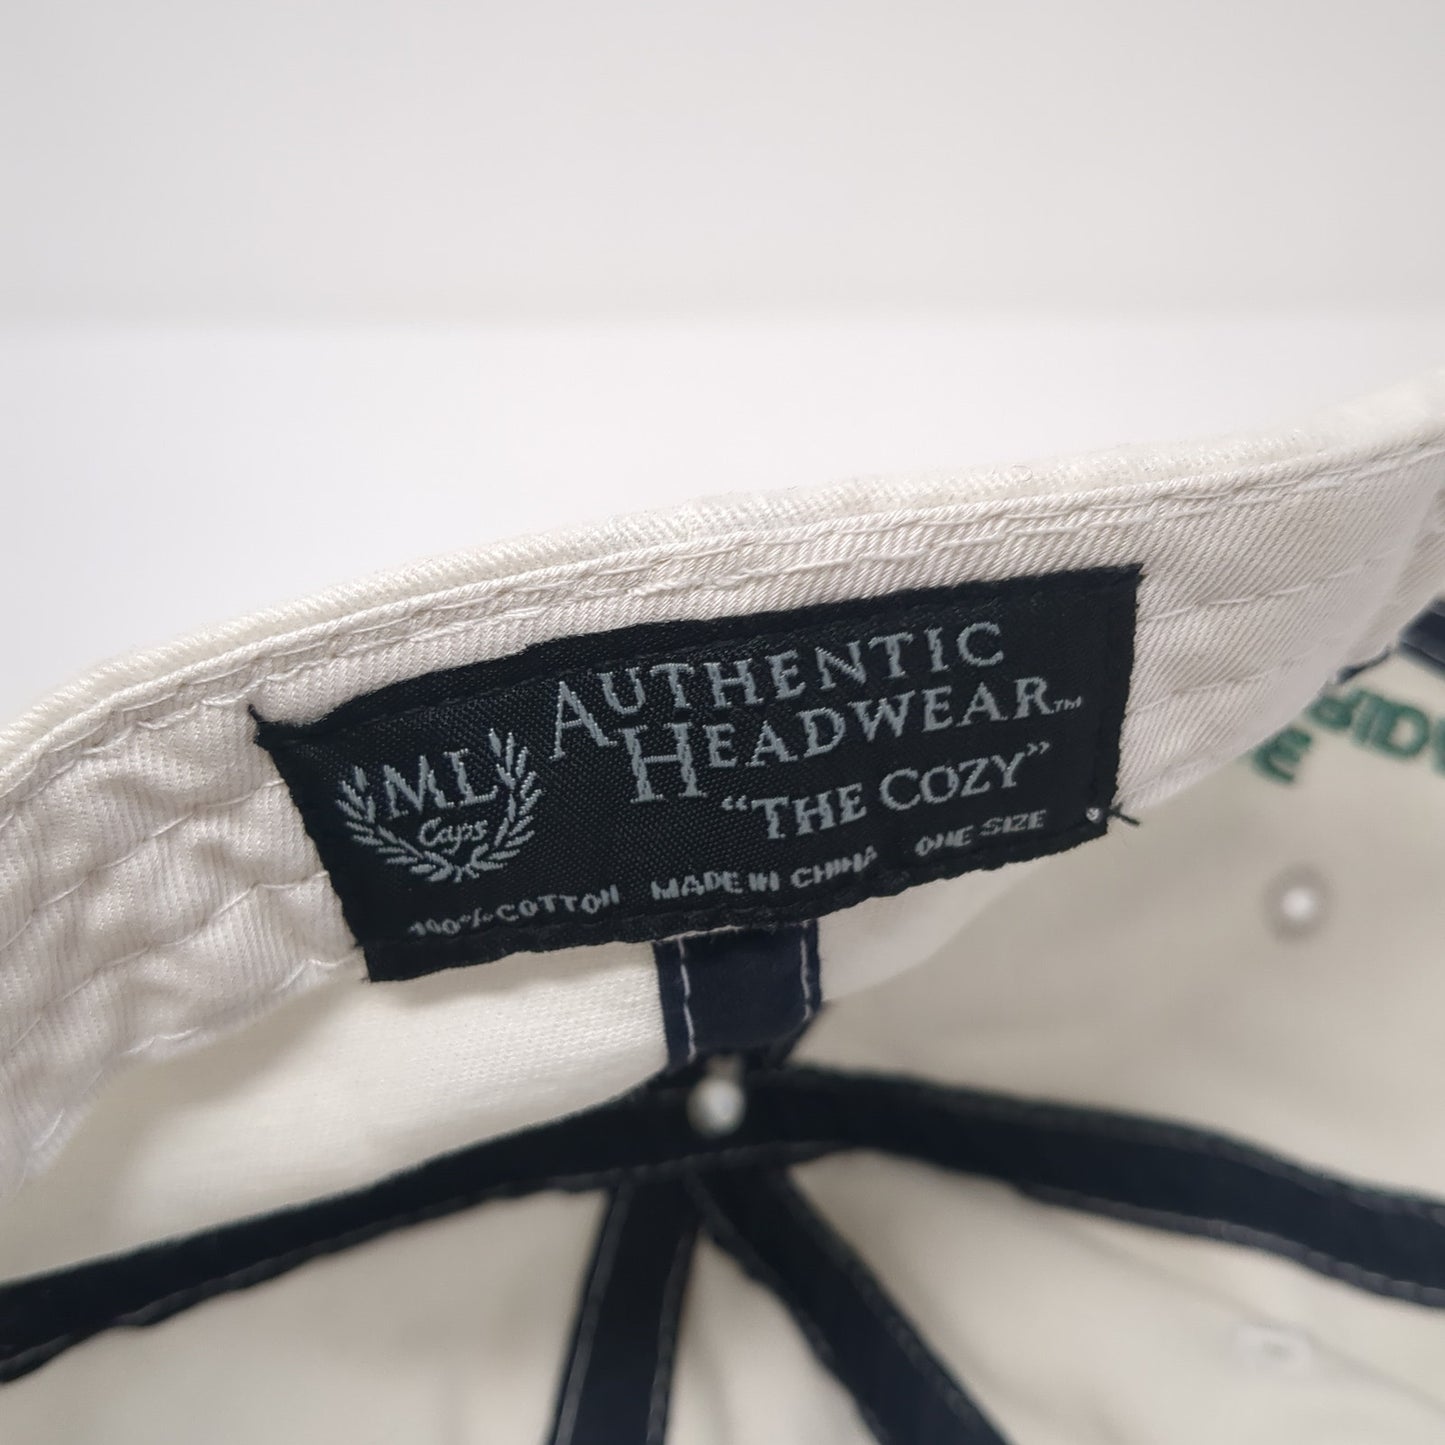 AUTHENTIC
HEADWEAR™
"THE COZY"
ML
Caps
100% COTTON MADE IN CHINA ONE SIZE